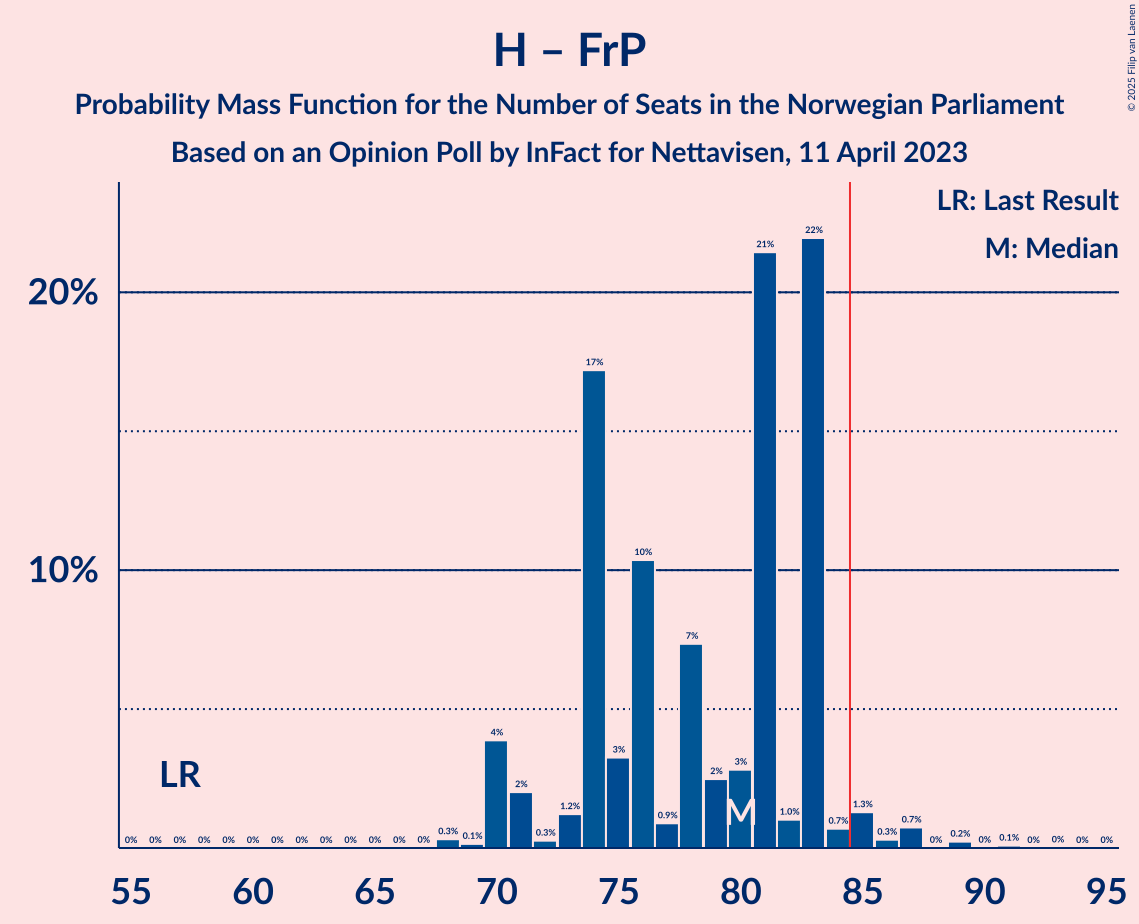 H – FrP
Probability Mass Function for the Number of Seats in the Norwegian Parliament
Based on an Opinion Poll by InFact for Nettavisen, 11 April 2023
© 2025 Filip van Laenen
LR: Last Result
M: Median
20%
10%
LR
M
0% 0% 0% 0% 0% 0% 0% 0% 0% 0% 0% 0% 0% 0.3% 0.1% 4% 2% 0.3% 1.2% 17% 3% 10% 0.9% 7% 2% 3% 21% 1.0% 22% 0.7% 1.3% 0.3% 0.7% 0% 0.2% 0% 0.1% 0% 0% 0% 0%
55 60 65 70 75 80 85 90 95